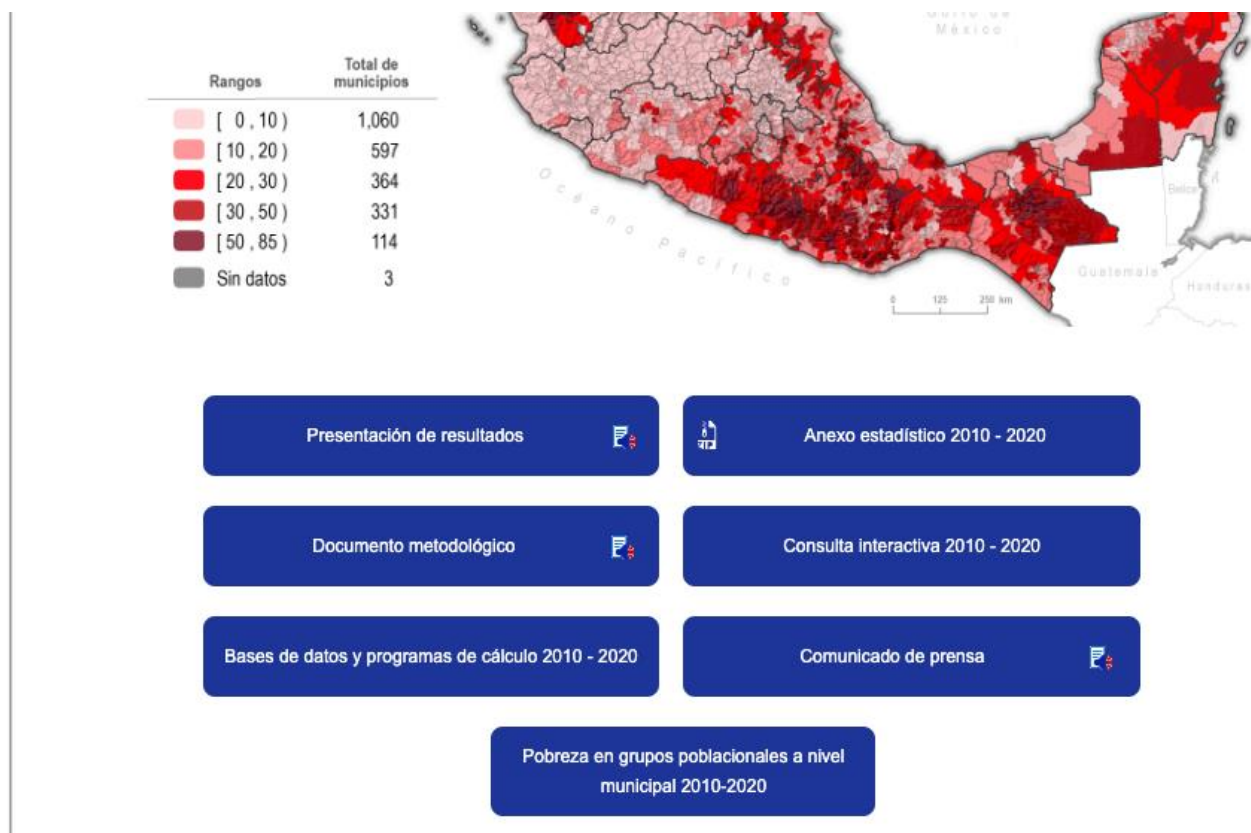 Golfo de
México
Rangos
Total de
municipios
[ 0 , 10 ) 1,060
[ 10 , 20 ) 597
[ 20 , 30 ) 364
[ 30 , 50 ) 331
[ 50 , 85 ) 114
Sin datos 3
Océano Pacífico
Belice
Guatemala
Honduras
0 125 250 km
Presentación de resultados
Anexo estadístico 2010 - 2020
Documento metodológico
Consulta interactiva 2010 - 2020
Bases de datos y programas de cálculo 2010 - 2020
Comunicado de prensa
Pobreza en grupos poblacionales a nivel
municipal 2010-2020